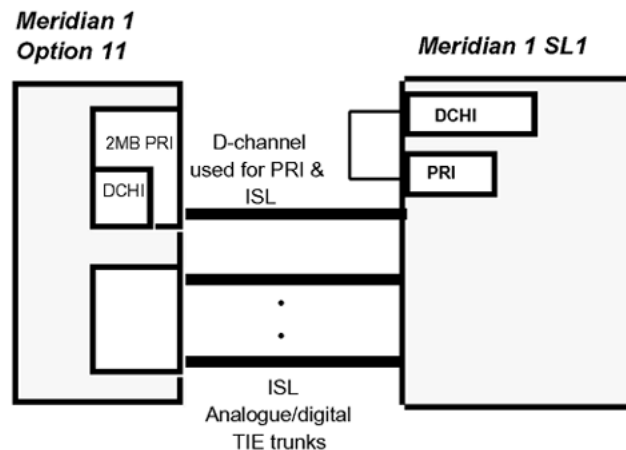 Meridian 1
Option 11
Meridian 1 SL1
2MB PRI
DCHI
D-channel
used for PRI &
ISL
DCHI
PRI
ISL
Analogue/digital
TIE trunks